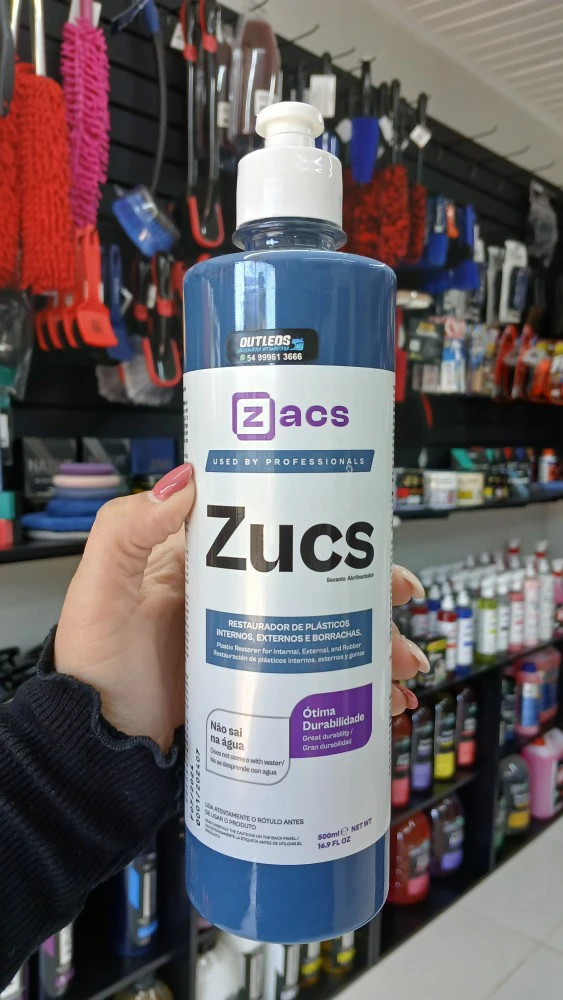 OUTLEDS
54 99961 3666
zacs
USED BY PROFESSIONALS
Zucs
RESTAURADOR DE PLÁSTICOS
INTERNOS, EXTERNOS E BORRACHAS.
Plastic Restorer for Internal, External, and Rubber
Restauración de plásticos internos, externos y gomas
Ótima
Durabilidade
Great durability /
Gran durabilidad
Não sai
na água
Does not come o with water/
No se desprende con agua
LEIA ATENTAMENTE O RÓTULO ANTES
DE USAR O PRODUTO
500ml ℮ NET WT
16.9 FL OZ